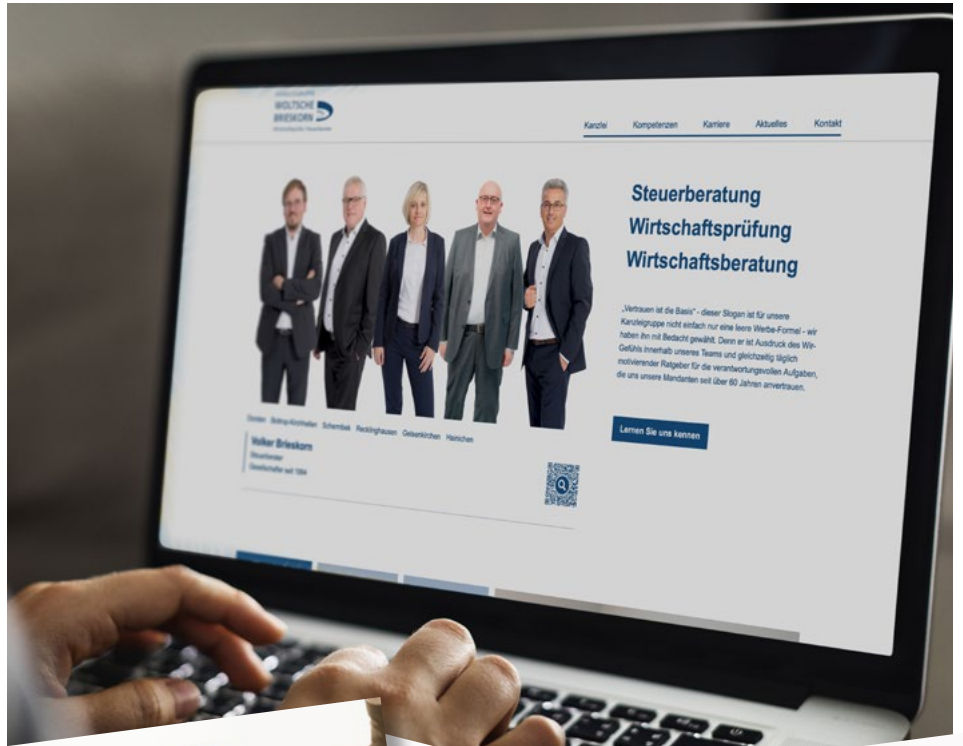 WOLTSCHE
BRIESKORN
Kanzlei Kompetenzen Karriere Aktuelles Kontakt
Steuerberatung
Wirtschaftsprüfung
Wirtschaftsberatung
„Vertrauen ist die Basis" - dieser Slogan ist für unsere
Kanzleigruppe nicht einfach nur eine leere Werbe-Formel - wir
haben ihn mit Bedacht gewählt. Denn er ist Ausdruck des Wir-
Gefühls innerhalb unseres Teams und gleichzeitig täglich
motivierender Ratgeber für die verantwortungsvollen Aufgaben,
die uns unsere Mandanten seit über 60 Jahren anvertrauen.
Lernen Sie uns kennen
Dorsten Bottrop-Kirchhellen Schermbek Recklinghausen Gelsenkirchen Hainichen
Volker Brieskorn
Steuerberater
Gesellschafter seit 1994